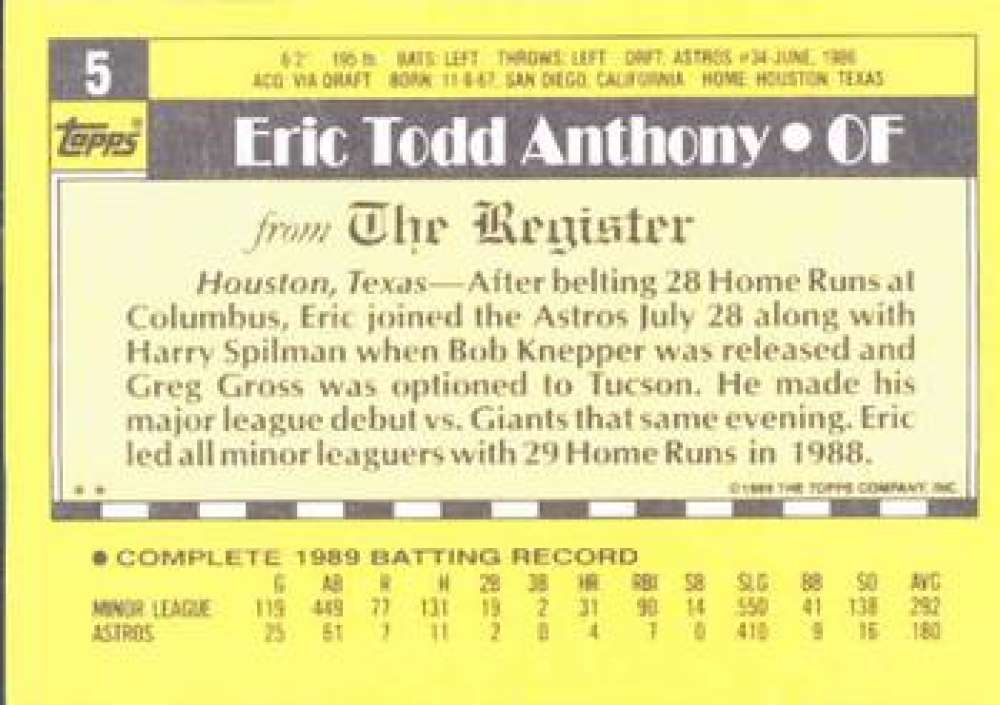 5
6'2" 195 lb. BATS: LEFT THROWS: LEFT DRFT: ASTROS #34-JUNE, 1986
ACQ: VIA DRAFT BORN: 11-8-67, SAN DIEGO, CALIFORNIA HOME: HOUSTON, TEXAS
topps®
Eric Todd Anthony • OF
from The Register
Houston, Texas—After belting 28 Home Runs at
Columbus, Eric joined the Astros July 28 along with
Harry Spilman when Bob Knepper was released and
Greg Gross was optioned to Tucson. He made his
major league debut vs. Giants that same evening. Eric
led all minor leaguers with 29 Home Runs in 1988.
* * ©1989 THE TOPPS COMPANY, INC.
● COMPLETE 1989 BATTING RECORD
G AB R H 2B 3B HR RBI SB SLG BB SO AVG
MINOR LEAGUE 119 449 77 131 19 2 31 90 14 .550 41 138 .292
ASTROS 25 61 7 11 2 0 4 7 0 .410 9 16 .180